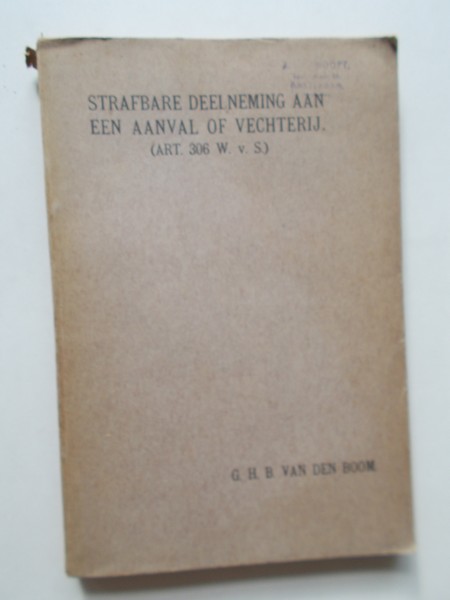 STRAFBARE DEELNEMING AAN
EEN AANVAL OF VECHTERIJ.
(ART. 306 W. v. S.)
G. H. B. VAN DEN BOOM.